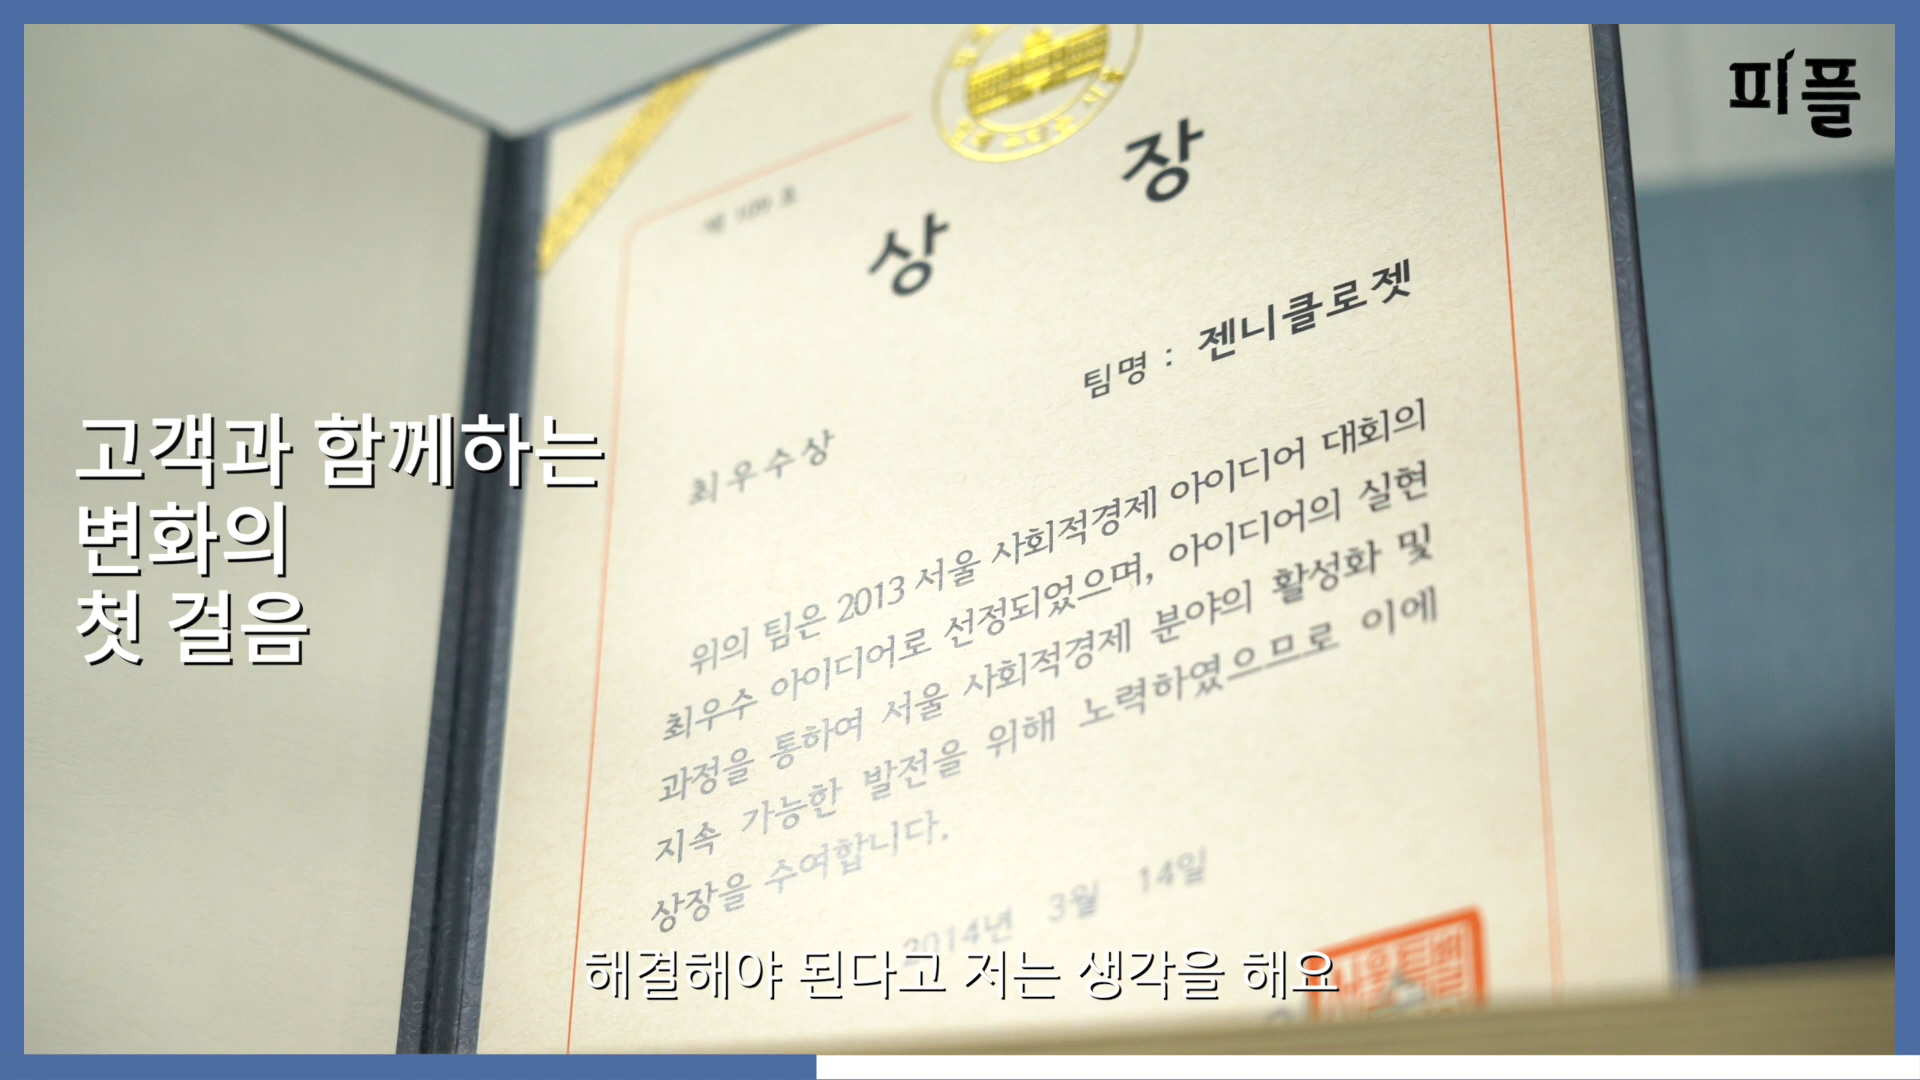 피플
제 109 호
상 장
팀명 : 젠니클로젯
최우수상
위의 팀은 2013 서울 사회적경제 아이디어 대회의
최우수 아이디어로 선정되었으며, 아이디어의 실현
과정을 통하여 서울 사회적경제 분야의 활성화 및
지속 가능한 발전을 위해 노력하였으므로 이에
상장을 수여합니다.
2014년 3월 14일
고객과 함께하는
변화의
첫 걸음
해결해야 된다고 저는 생각을 해요